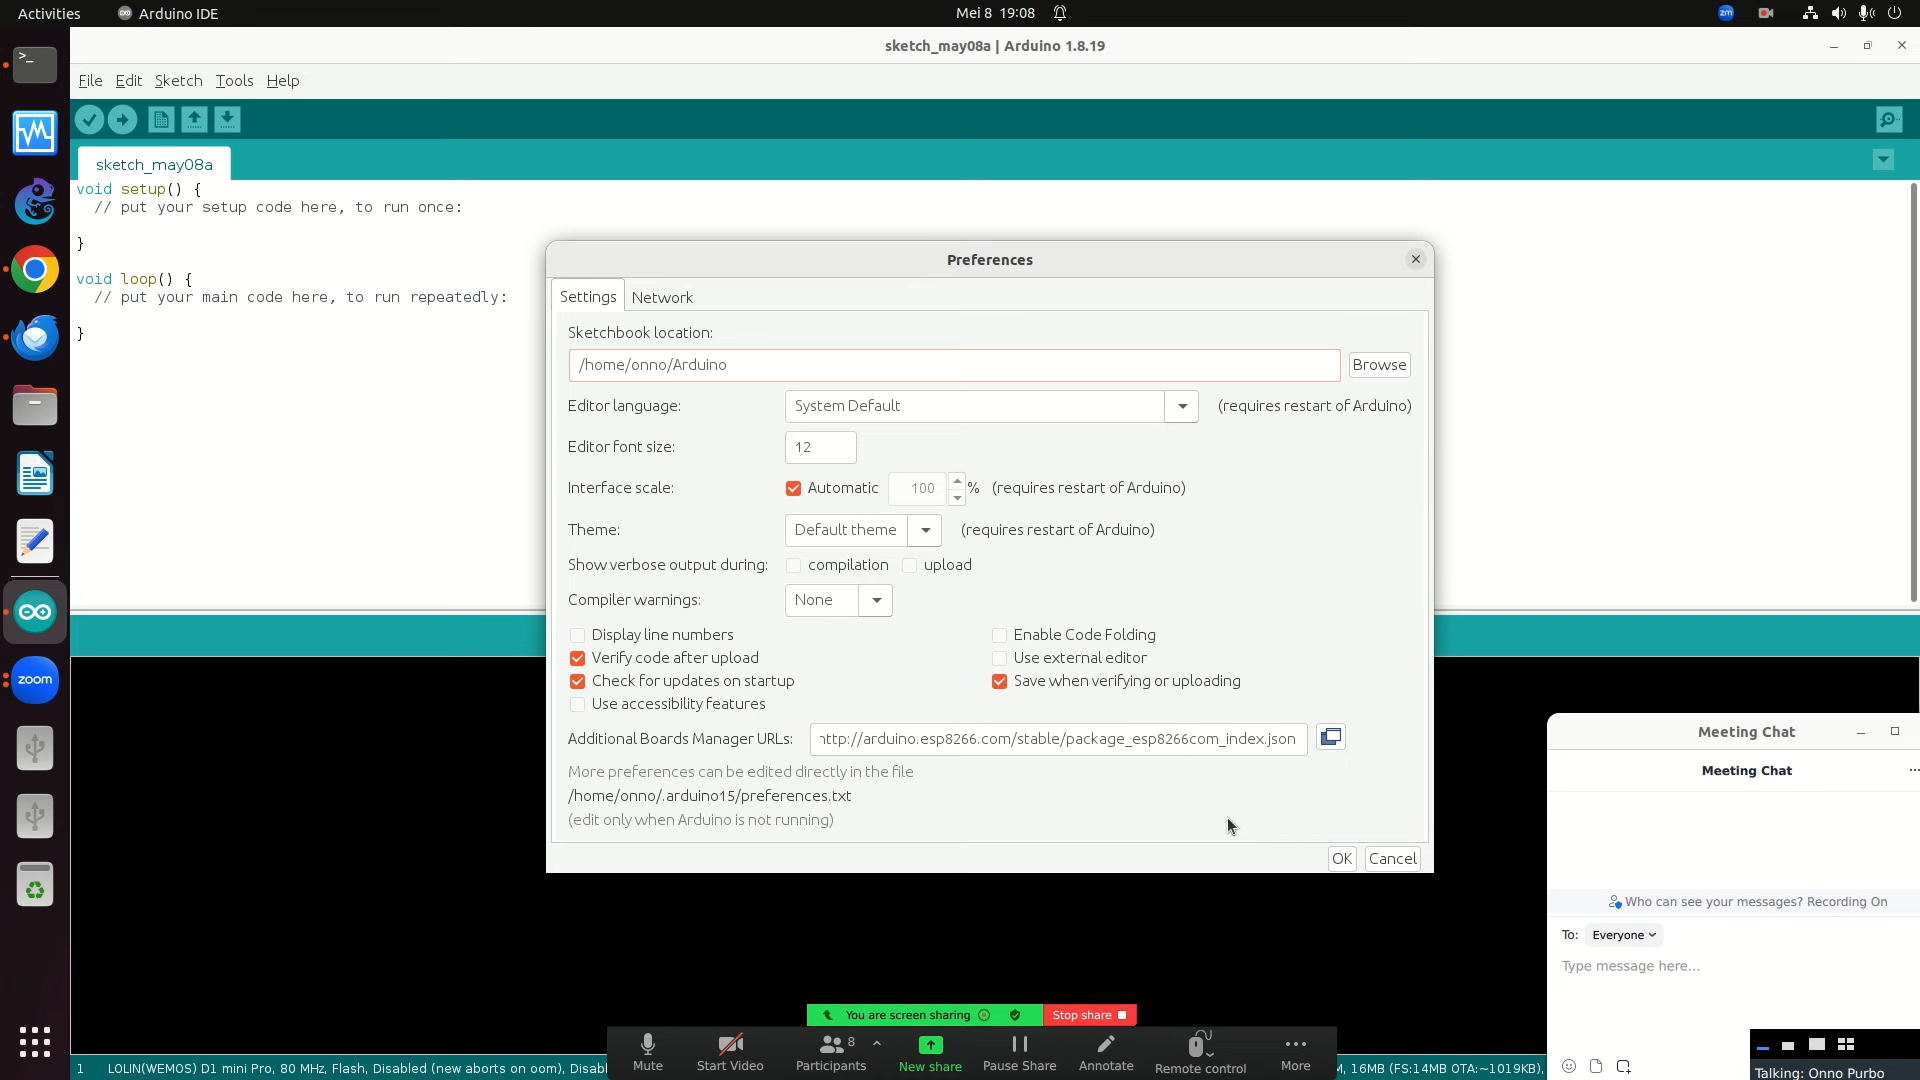 Activities
Arduino IDE
Mei 8 19:08
zm
sketch_may08a | Arduino 1.8.19
File Edit Sketch Tools Help
sketch_may08a
void setup() {
// put your setup code here, to run once:
}
void loop() {
// put your main code here, to run repeatedly:
}
Preferences
Settings Network
Sketchbook location:
/home/onno/Arduino
Browse
Editor language: System Default (requires restart of Arduino)
Editor font size: 12
Interface scale: Automatic 100 % (requires restart of Arduino)
Theme: Default theme (requires restart of Arduino)
Show verbose output during: compilation upload
Compiler warnings: None
Display line numbers Enable Code Folding
Verify code after upload Use external editor
Check for updates on startup Save when verifying or uploading
Use accessibility features
Additional Boards Manager URLs: http://arduino.esp8266.com/stable/package_esp8266com_index.json
More preferences can be edited directly in the file
/home/onno/.arduino15/preferences.txt
(edit only when Arduino is not running)
OK Cancel
zoom
Meeting Chat
Meeting Chat
Who can see your messages? Recording On
To: Everyone
Type message here...
You are screen sharing
Stop share
Mute
Start Video
Participants 8
New share
Pause Share
Annotate
Remote control
More
1 LOLIN(WEMOS) D1 mini Pro, 80 MHz, Flash, Disabled (new aborts on oom), Disabl
M, 16MB (FS:14MB OTA:~1019KB),
Talking: Onno Purbo